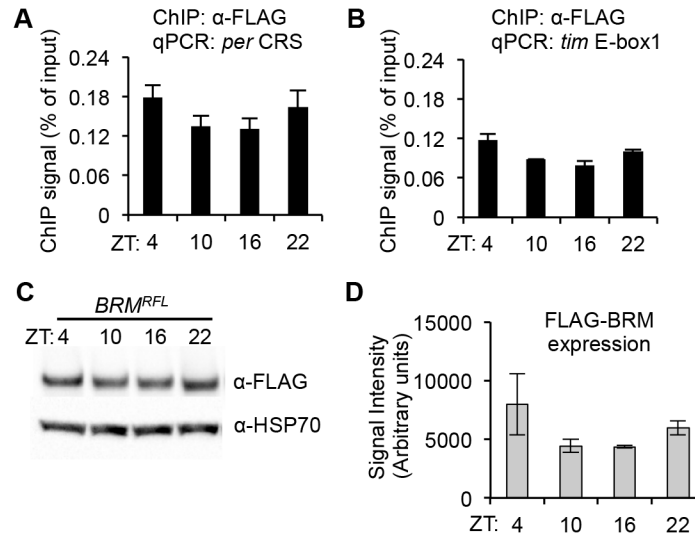 A
ChIP: α-FLAG
qPCR: per CRS
ChIP signal (% of input)
0.24
0.18
0.12
0.06
0
ZT: 4 10 16 22
B
ChIP: α-FLAG
qPCR: tim E-box1
ChIP signal (% of input)
0.24
0.18
0.12
0.06
0
ZT: 4 10 16 22
C
BRMᴿᶠᴸ
ZT: 4 10 16 22
α-FLAG
α-HSP70
D
FLAG-BRM
expression
Signal Intensity
(Arbitrary units)
15000
10000
5000
0
ZT: 4 10 16 22